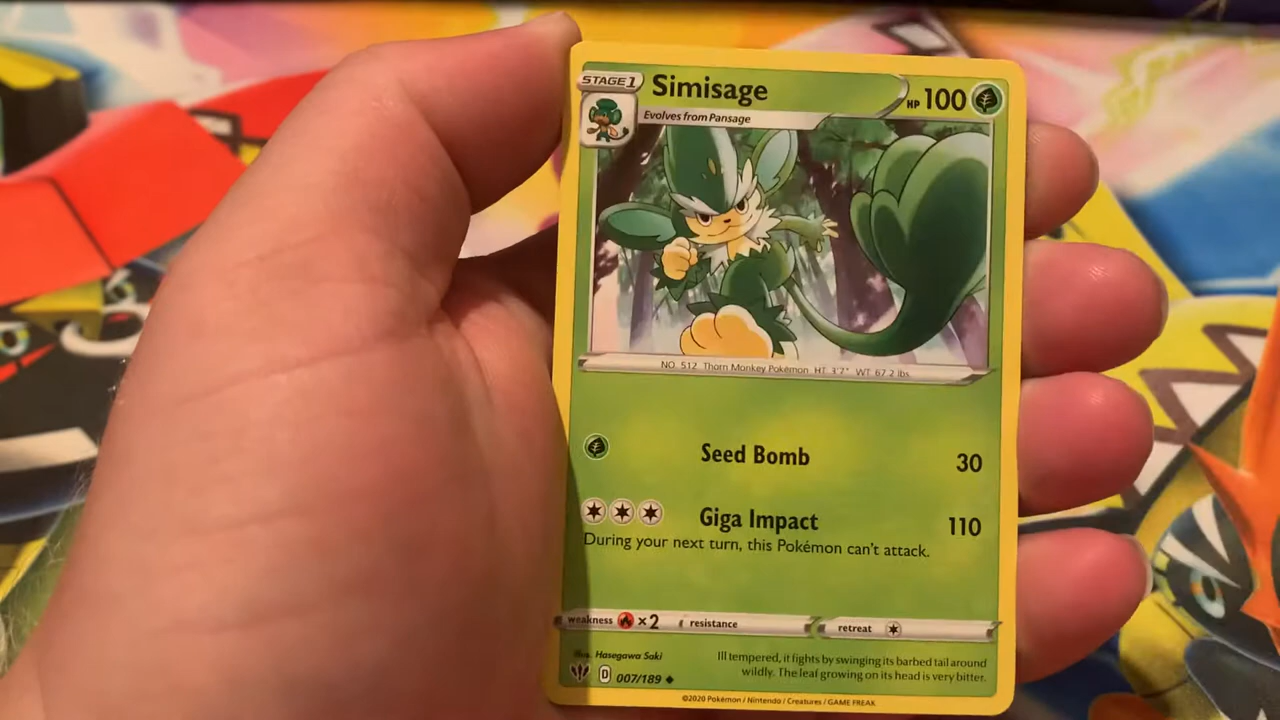 STAGE 1
Simisage
HP 100
Evolves from Pansage
NO. 512 Thorn Monkey Pokémon HT: 3'7" WT: 67.2 lbs
Seed Bomb 30
Giga Impact 110
During your next turn, this Pokémon can't attack.
weakness ×2 resistance retreat
Illus. Hasegawa Saki
Ill tempered, it fights by swinging its barbed tail around
wildly. The leaf growing on its head is very bitter.
D 007/189
©2020 Pokémon / Nintendo / Creatures / GAME FREAK